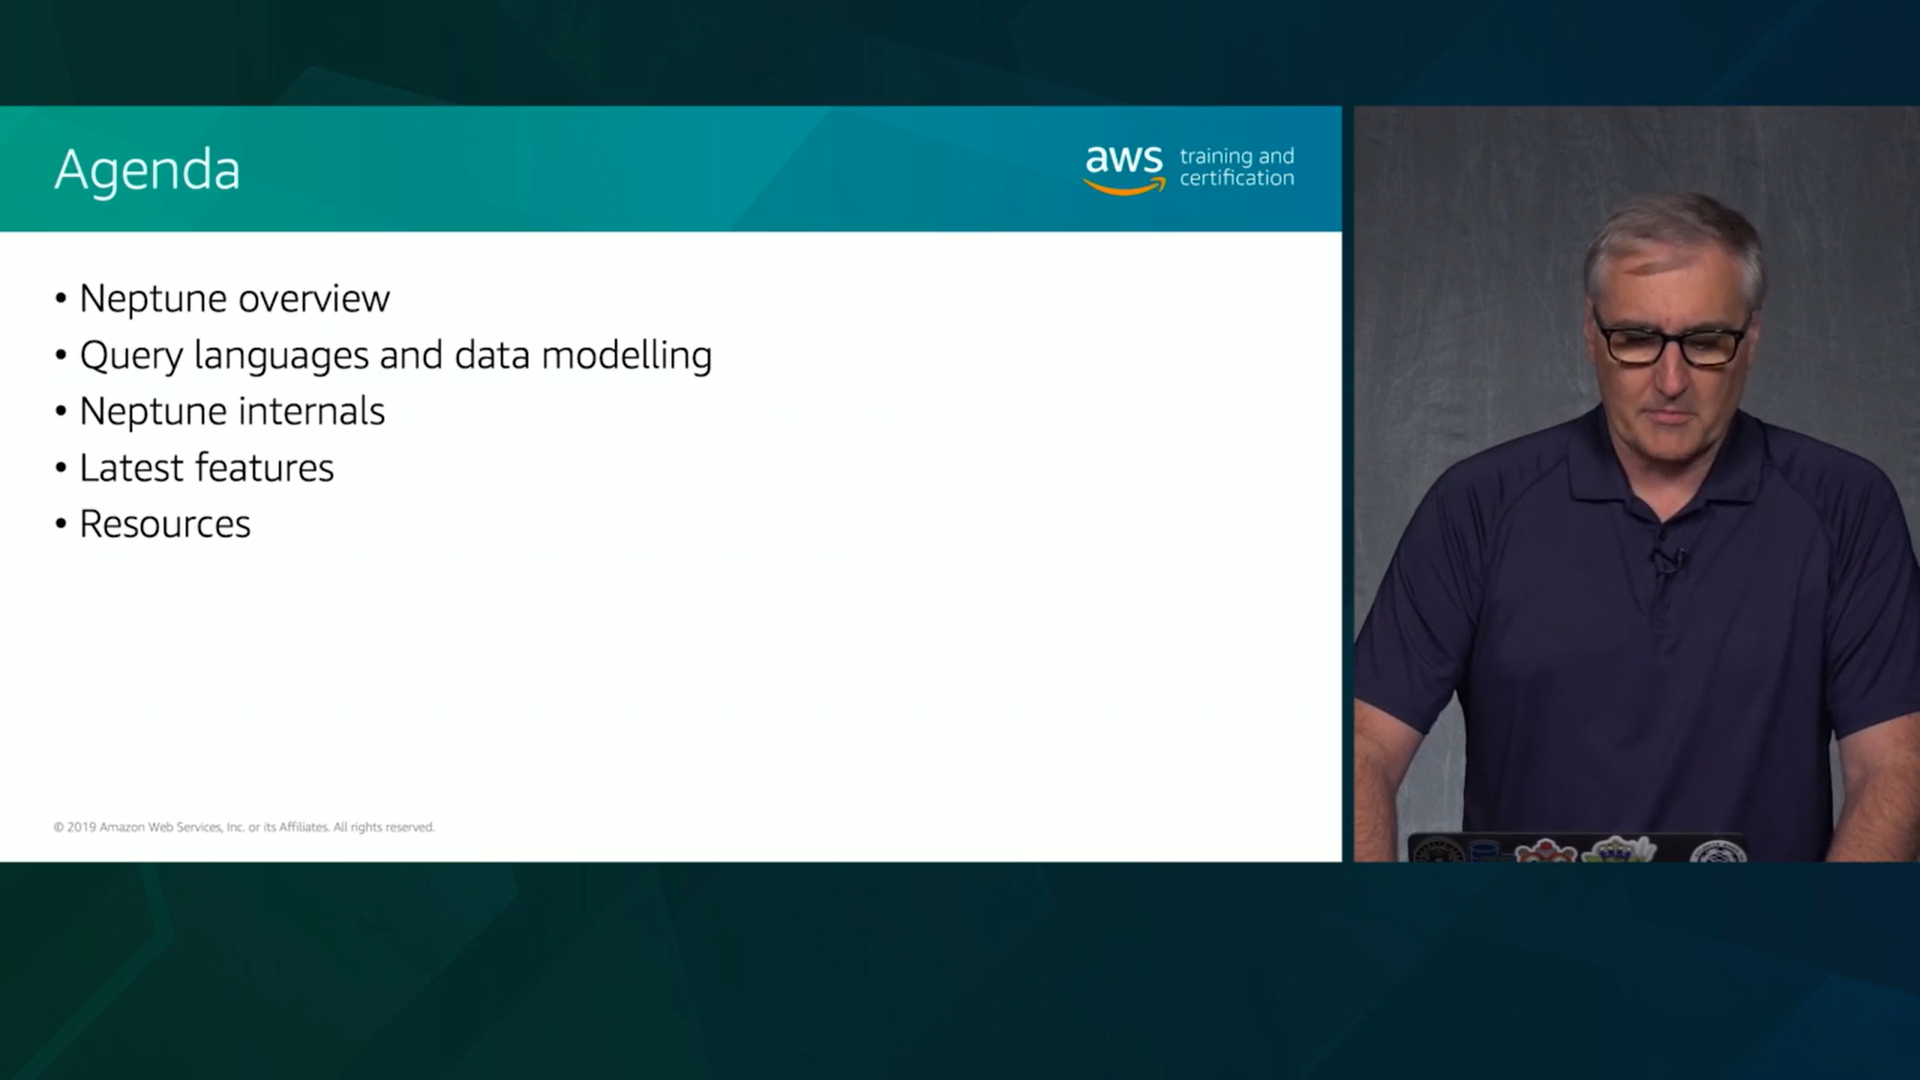 Agenda
aws training and
certification
• Neptune overview
• Query languages and data modelling
• Neptune internals
• Latest features
• Resources
© 2019 Amazon Web Services, Inc. or its Affiliates. All rights reserved.